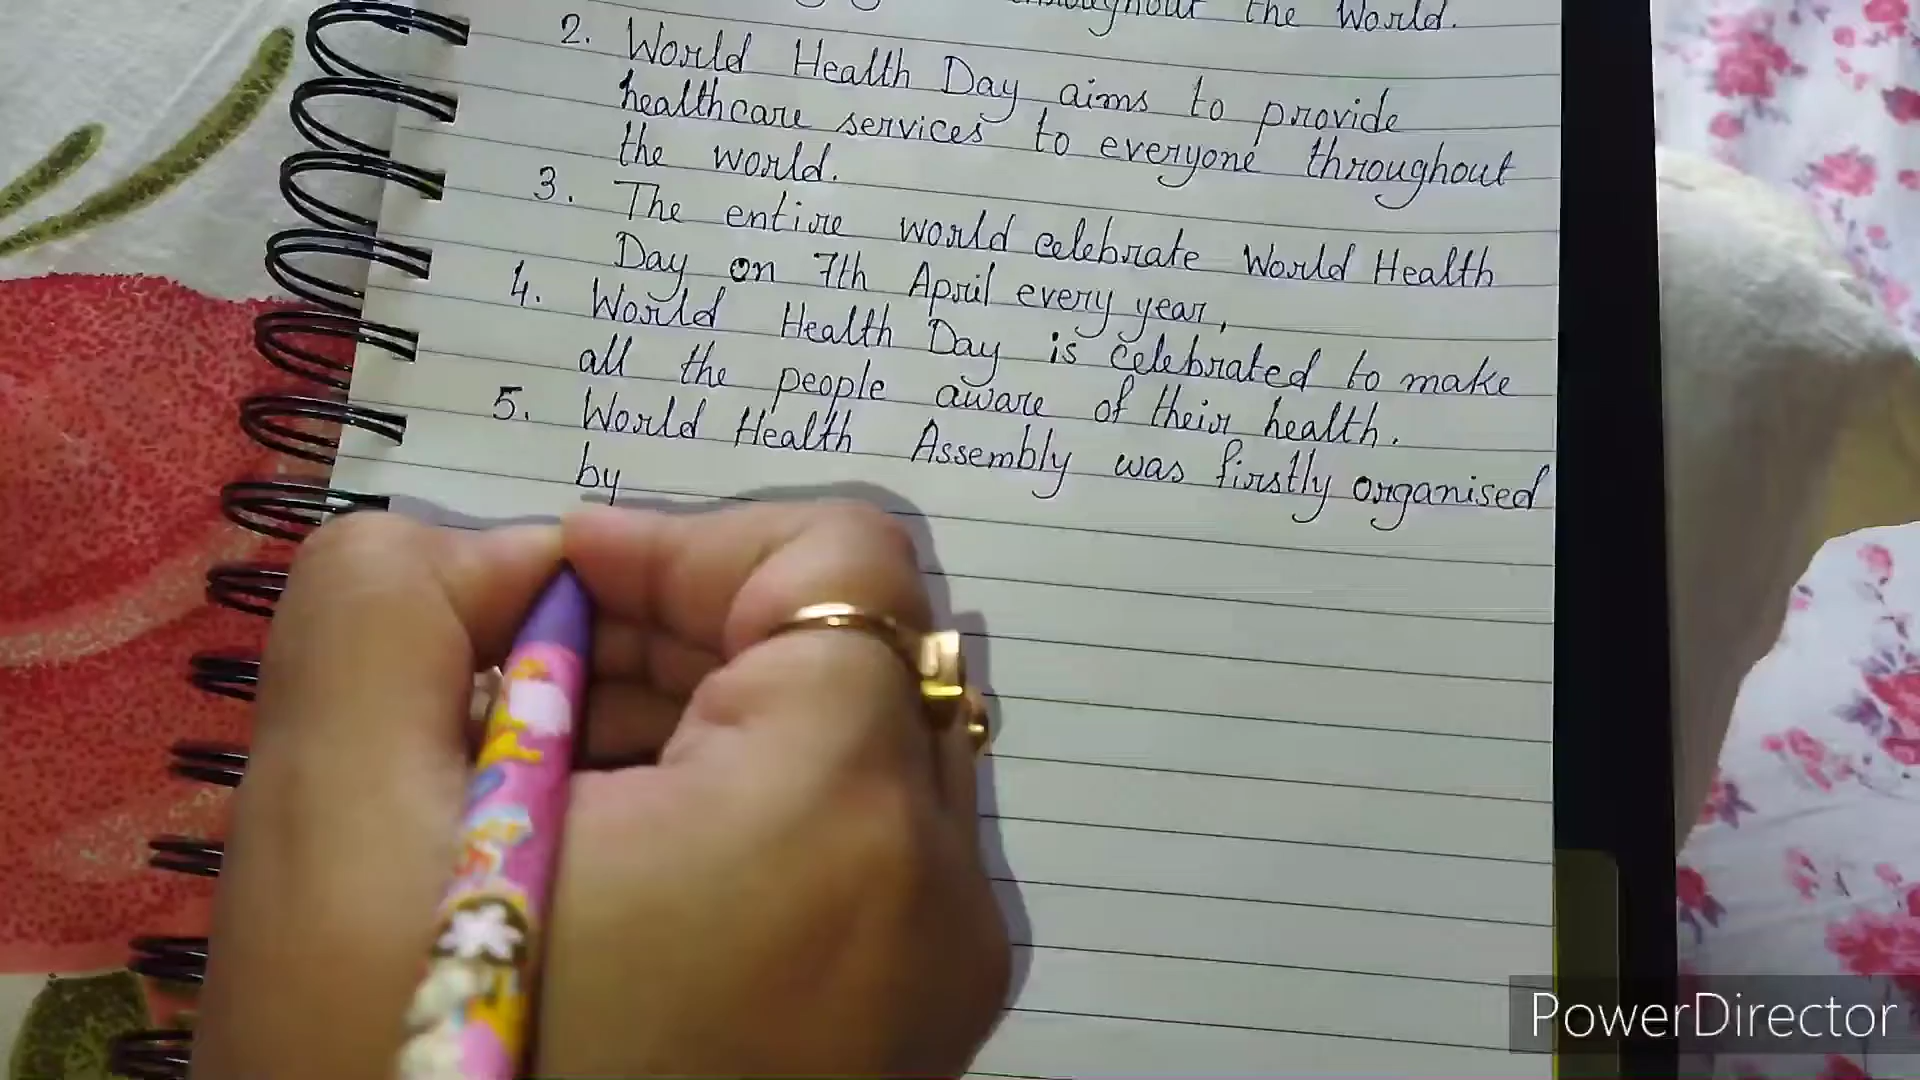 throughout the World.
2. World Health Day aims to provide
healthcare services to everyone throughout
the world.
3. The entire world celebrate World Health
Day on 7th April every year,
4. World Health Day is celebrated to make
all the people aware of their health.
5. World Health Assembly was firstly organised
by
PowerDirector